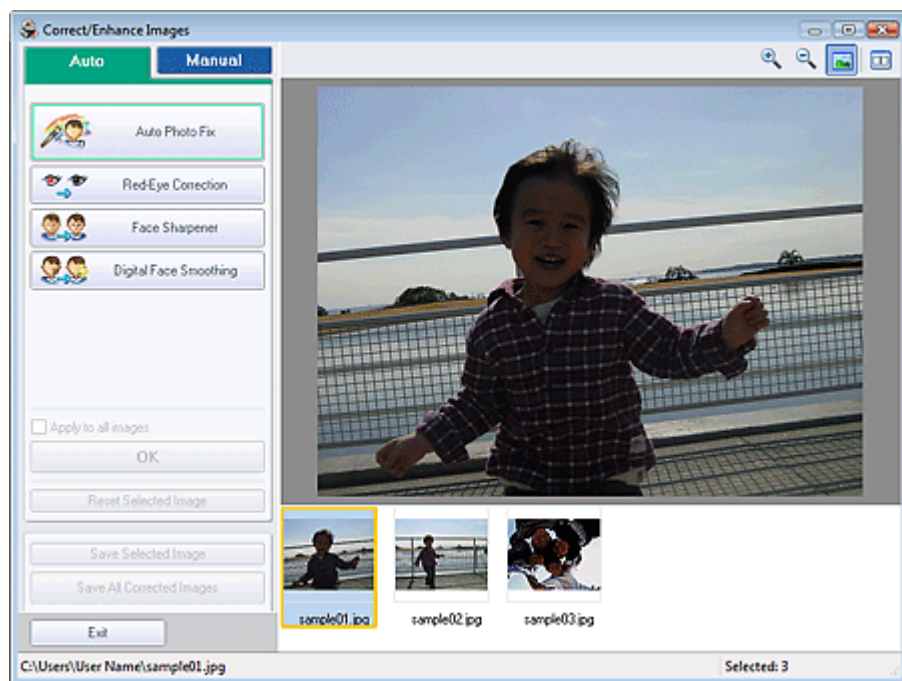 Correct/Enhance Images
Auto Manual
Auto Photo Fix
Red-Eye Correction
Face Sharpener
Digital Face Smoothing
Apply to all images
OK
Reset Selected Image
Save Selected Image
Save All Corrected Images
Exit
sample01.jpg sample02.jpg sample03.jpg
C:\Users\User Name\sample01.jpg Selected: 3